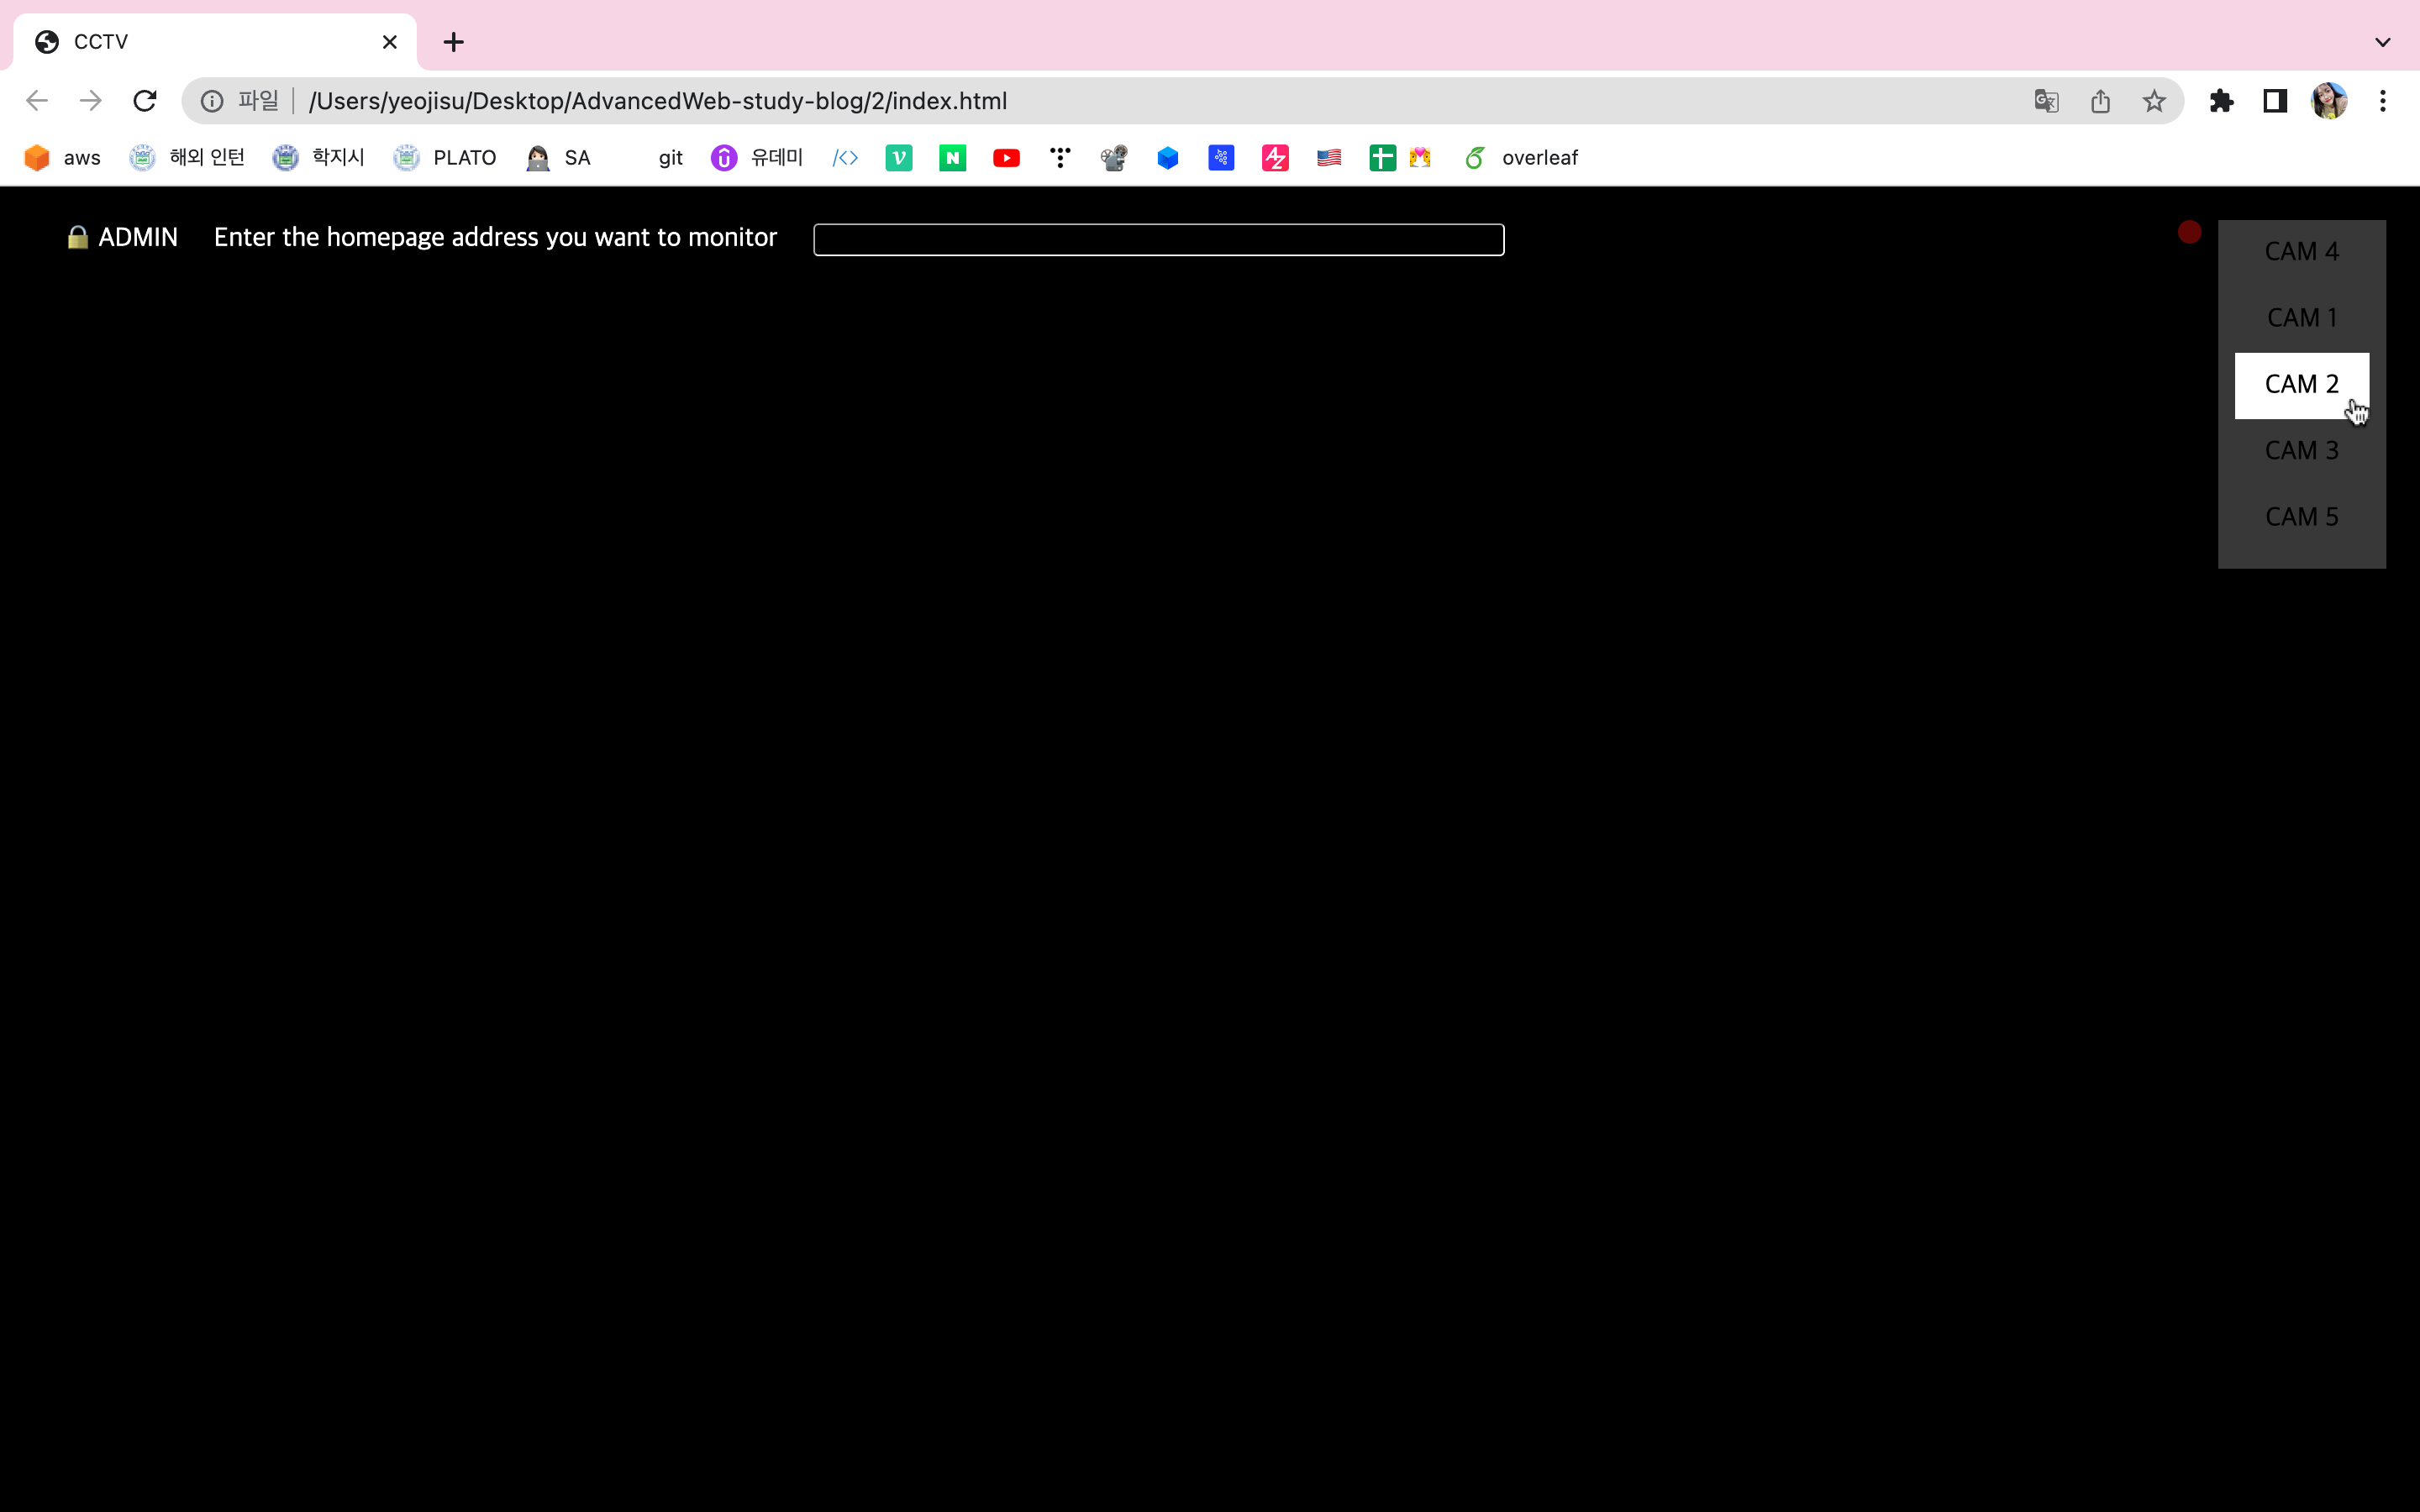 CCTV
파일 /Users/yeojisu/Desktop/AdvancedWeb-study-blog/2/index.html
aws 해외 인턴 학지시 PLATO SA git 유데미 overleaf
ADMIN Enter the homepage address you want to monitor
CAM 4
CAM 1
CAM 2
CAM 3
CAM 5